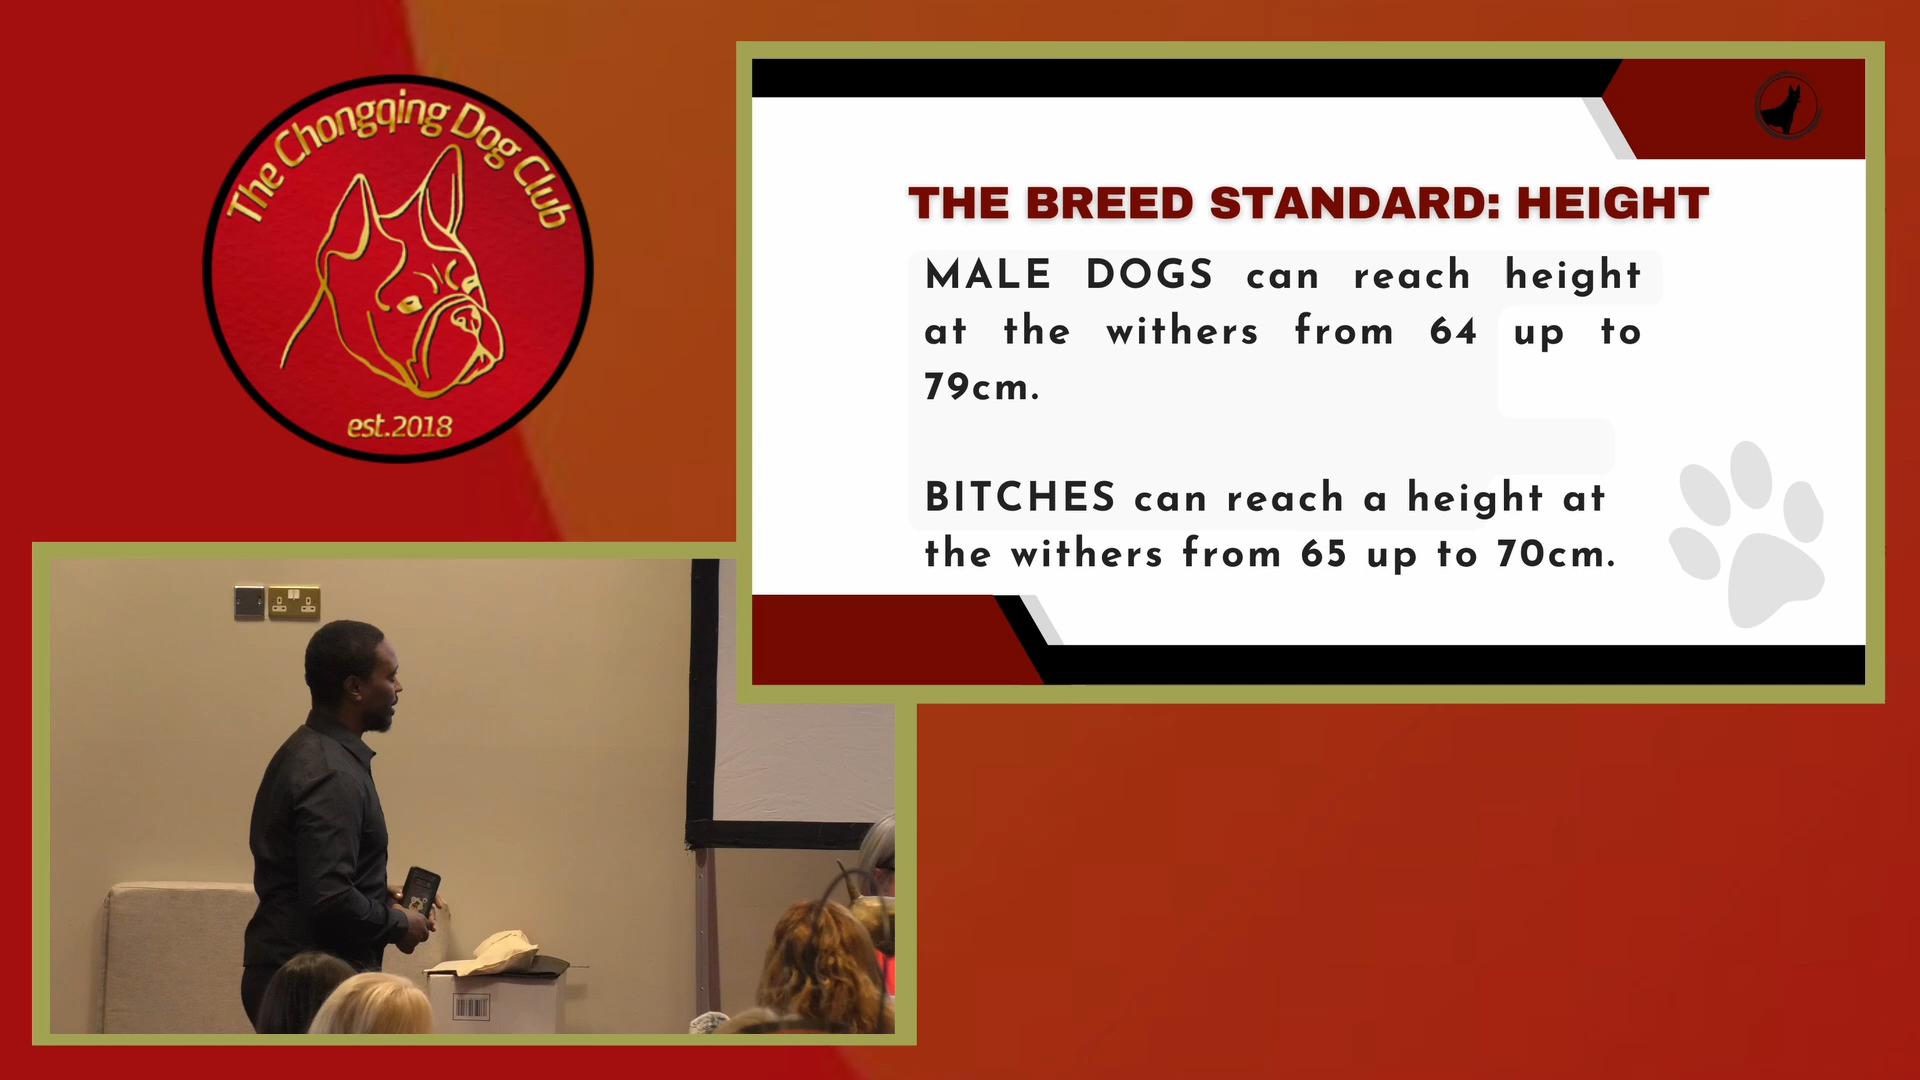 The Chongqing Dog Club
est.2018
THE BREED STANDARD: HEIGHT
MALE DOGS can reach height
at the withers from 64 up to
79cm.
BITCHES can reach a height at
the withers from 65 up to 70cm.